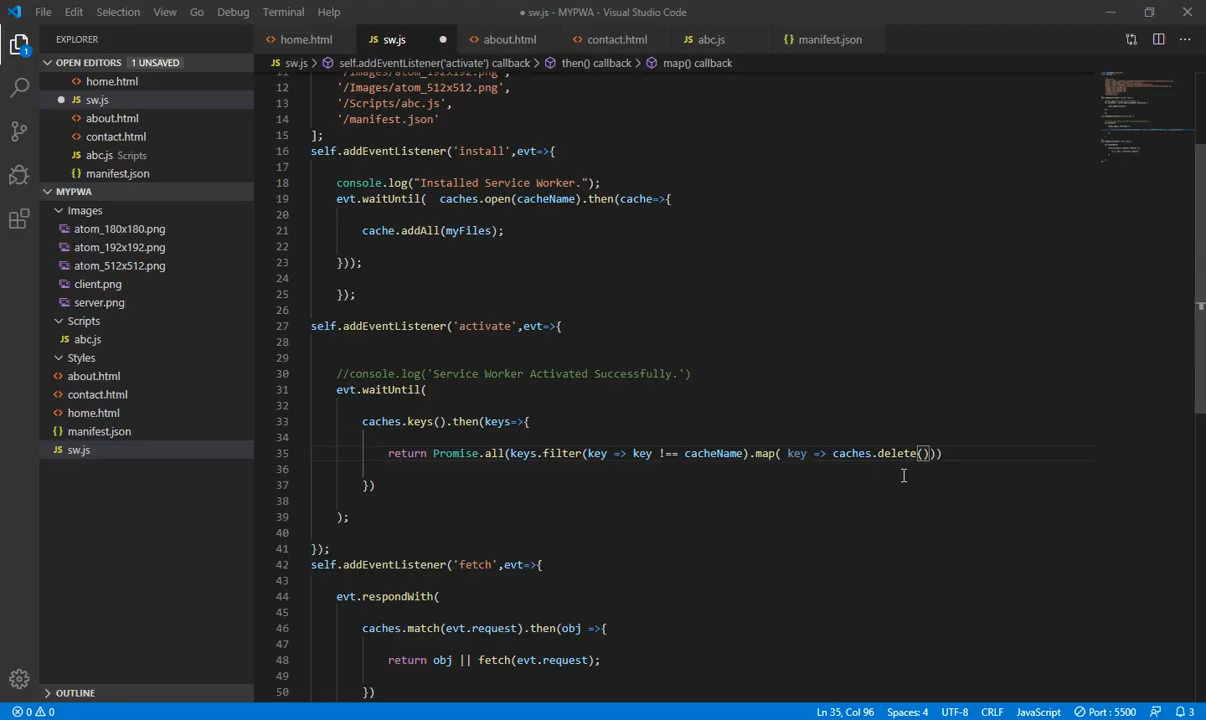 File Edit Selection View Go Debug Terminal Help
● sw.js - MYPWA - Visual Studio Code
EXPLORER
home.html
sw.js
about.html
contact.html
abc.js
manifest.json
OPEN EDITORS 1 UNSAVED
home.html
sw.js
about.html
contact.html
abc.js Scripts
manifest.json
MYPWA
Images
atom_180x180.png
atom_192x192.png
atom_512x512.png
client.png
server.png
Scripts
abc.js
Styles
about.html
contact.html
home.html
manifest.json
sw.js
OUTLINE
sw.js > self.addEventListener('activate') callback > then() callback > map() callback
11 '/Images/atom_192x192.png',
12 '/Images/atom_512x512.png',
13 '/Scripts/abc.js',
14 '/manifest.json'
15 ];
16 self.addEventListener('install',evt=>{
17
18 console.log("Installed Service Worker.");
19 evt.waitUntil(  caches.open(cacheName).then(cache=>{
20
21 cache.addAll(myFiles);
22
23 }));
24
25 });
26
27 self.addEventListener('activate',evt=>{
28
29
30 //console.log('Service Worker Activated Successfully.')
31 evt.waitUntil(
32
33 caches.keys().then(keys=>{
34
35 return Promise.all(keys.filter(key => key !== cacheName).map( key => caches.delete()))
36
37 })
38
39 );
40
41 });
42 self.addEventListener('fetch',evt=>{
43
44 evt.respondWith(
45
46 caches.match(evt.request).then(obj =>{
47
48 return obj || fetch(evt.request);
49
50 })
0 0
Ln 35, Col 96 Spaces: 4 UTF-8 CRLF JavaScript Port : 5500 3